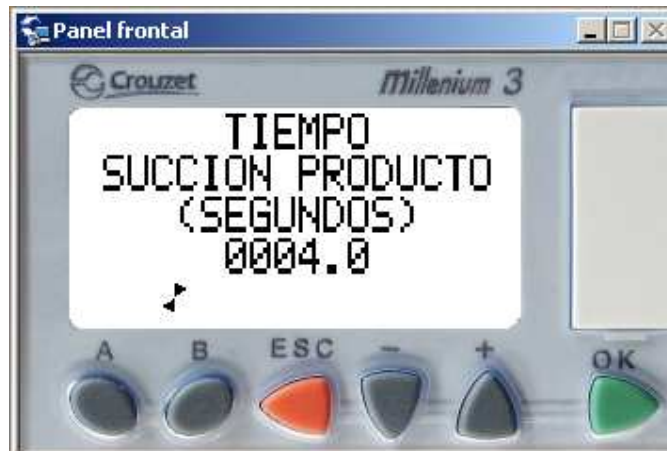 Panel frontal
Crouzet Millenium 3
TIEMPO
SUCCION PRODUCTO
(SEGUNDOS)
0004.0
A B ESC - + OK